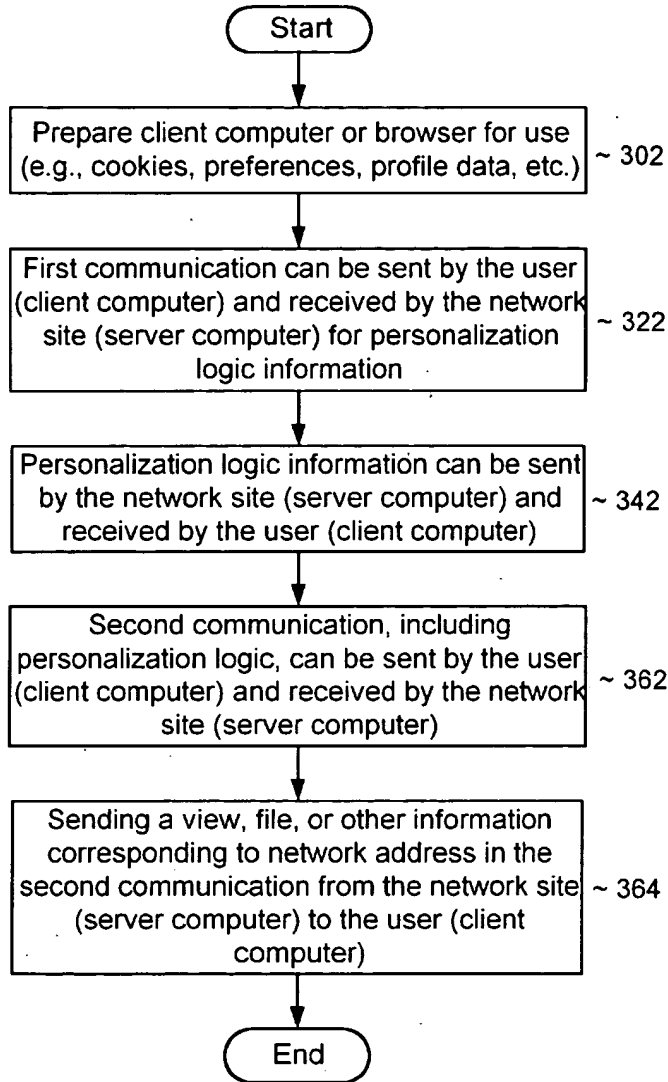 Start
Prepare client computer or browser for use
(e.g., cookies, preferences, profile data, etc.)
~ 302
First communication can be sent by the user
(client computer) and received by the network
site (server computer) for personalization
logic information
~ 322
Personalization logic information can be sent
by the network site (server computer) and
received by the user (client computer)
~ 342
Second communication, including
personalization logic, can be sent by the user
(client computer) and received by the network
site (server computer)
~ 362
Sending a view, file, or other information
corresponding to network address in the
second communication from the network site
(server computer) to the user (client
computer)
~ 364
End